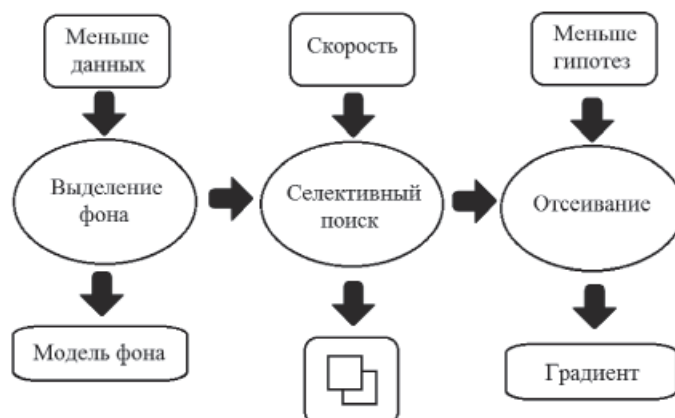 Меньше
данных
Скорость
Меньше
гипотез
Выделение
фона
Селективный
поиск
Отсеивание
Модель фона
Градиент